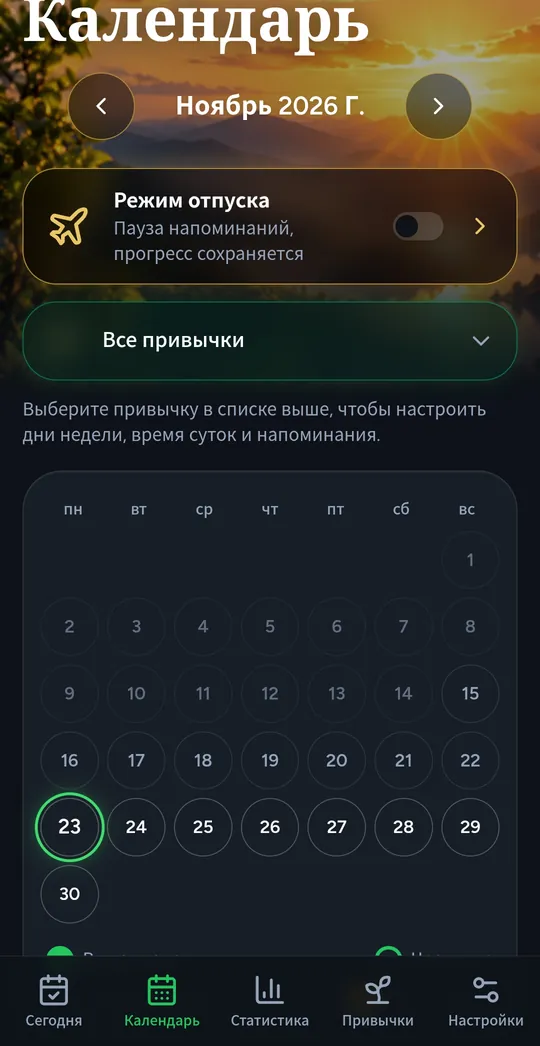 Календарь
Ноябрь 2026 Г.
Режим отпуска
Пауза напоминаний,
прогресс сохраняется
Все привычки
Выберите привычку в списке выше, чтобы настроить
дни недели, время суток и напоминания.
пн вт ср чт пт сб вс
1
2 3 4 5 6 7 8
9 10 11 12 13 14 15
16 17 18 19 20 21 22
23 24 25 26 27 28 29
30
Сегодня Календарь Статистика Привычки Настройки